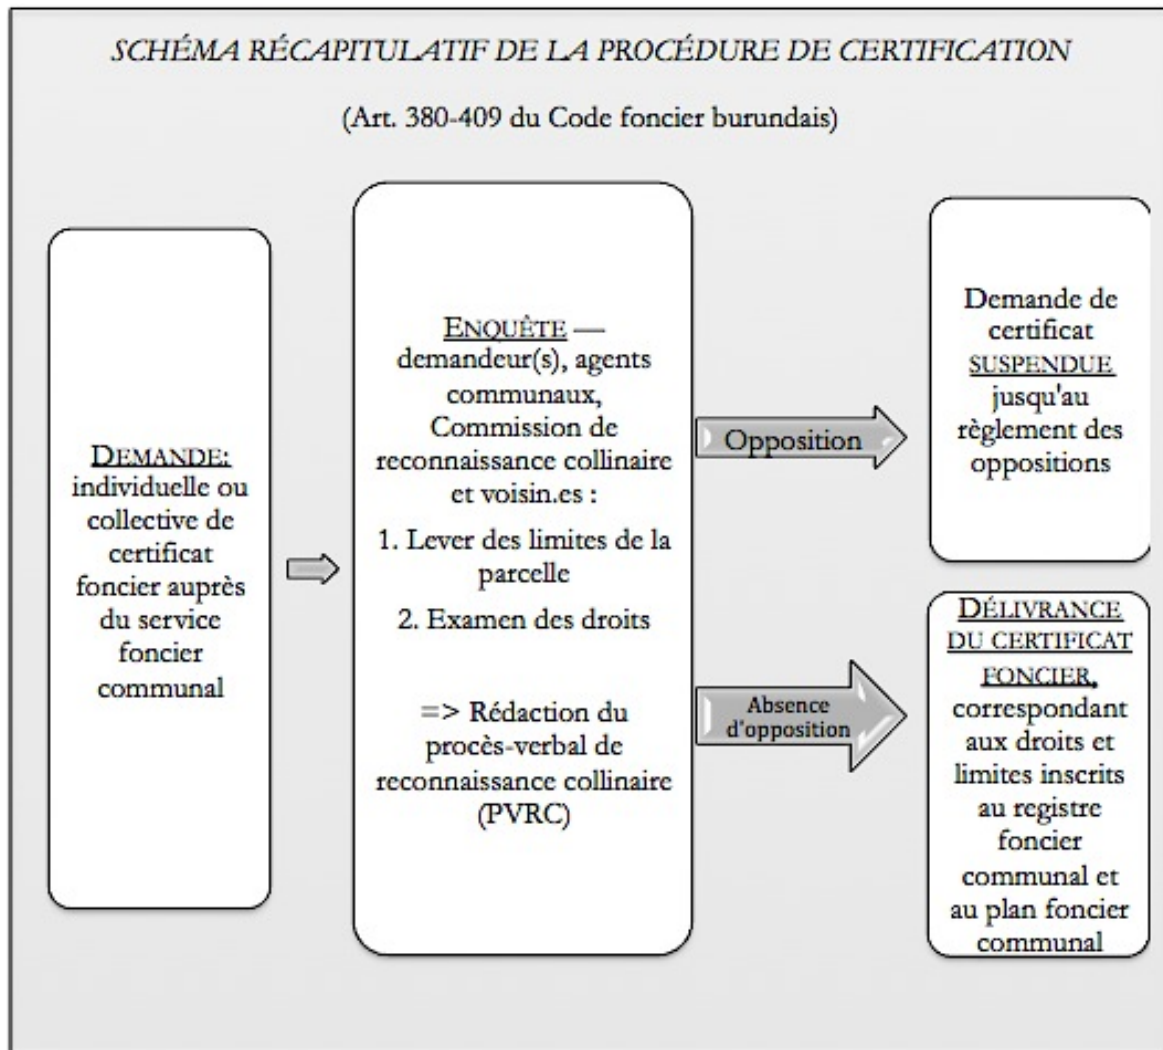 SCHÉMA RÉCAPITULATIF DE LA PROCÉDURE DE CERTIFICATION
(Art. 380-409 du Code foncier burundais)
DEMANDE:
individuelle ou
collective de
certificat
foncier auprès
du service
foncier
communal
ENQUÊTE —
demandeur(s), agents
communaux,
Commission de
reconnaissance collinaire
et voisin.es :
1. Lever des limites de la
parcelle
2. Examen des droits
=> Rédaction du
procès-verbal de
reconnaissance collinaire
(PVRC)
Opposition
Demande de
certificat
SUSPENDUE
jusqu'au
règlement des
oppositions
Absence
d'opposition
DÉLIVRANCE
DU CERTIFICAT
FONCIER,
correspondant
aux droits et
limites inscrits
au registre
foncier
communal et
au plan foncier
communal